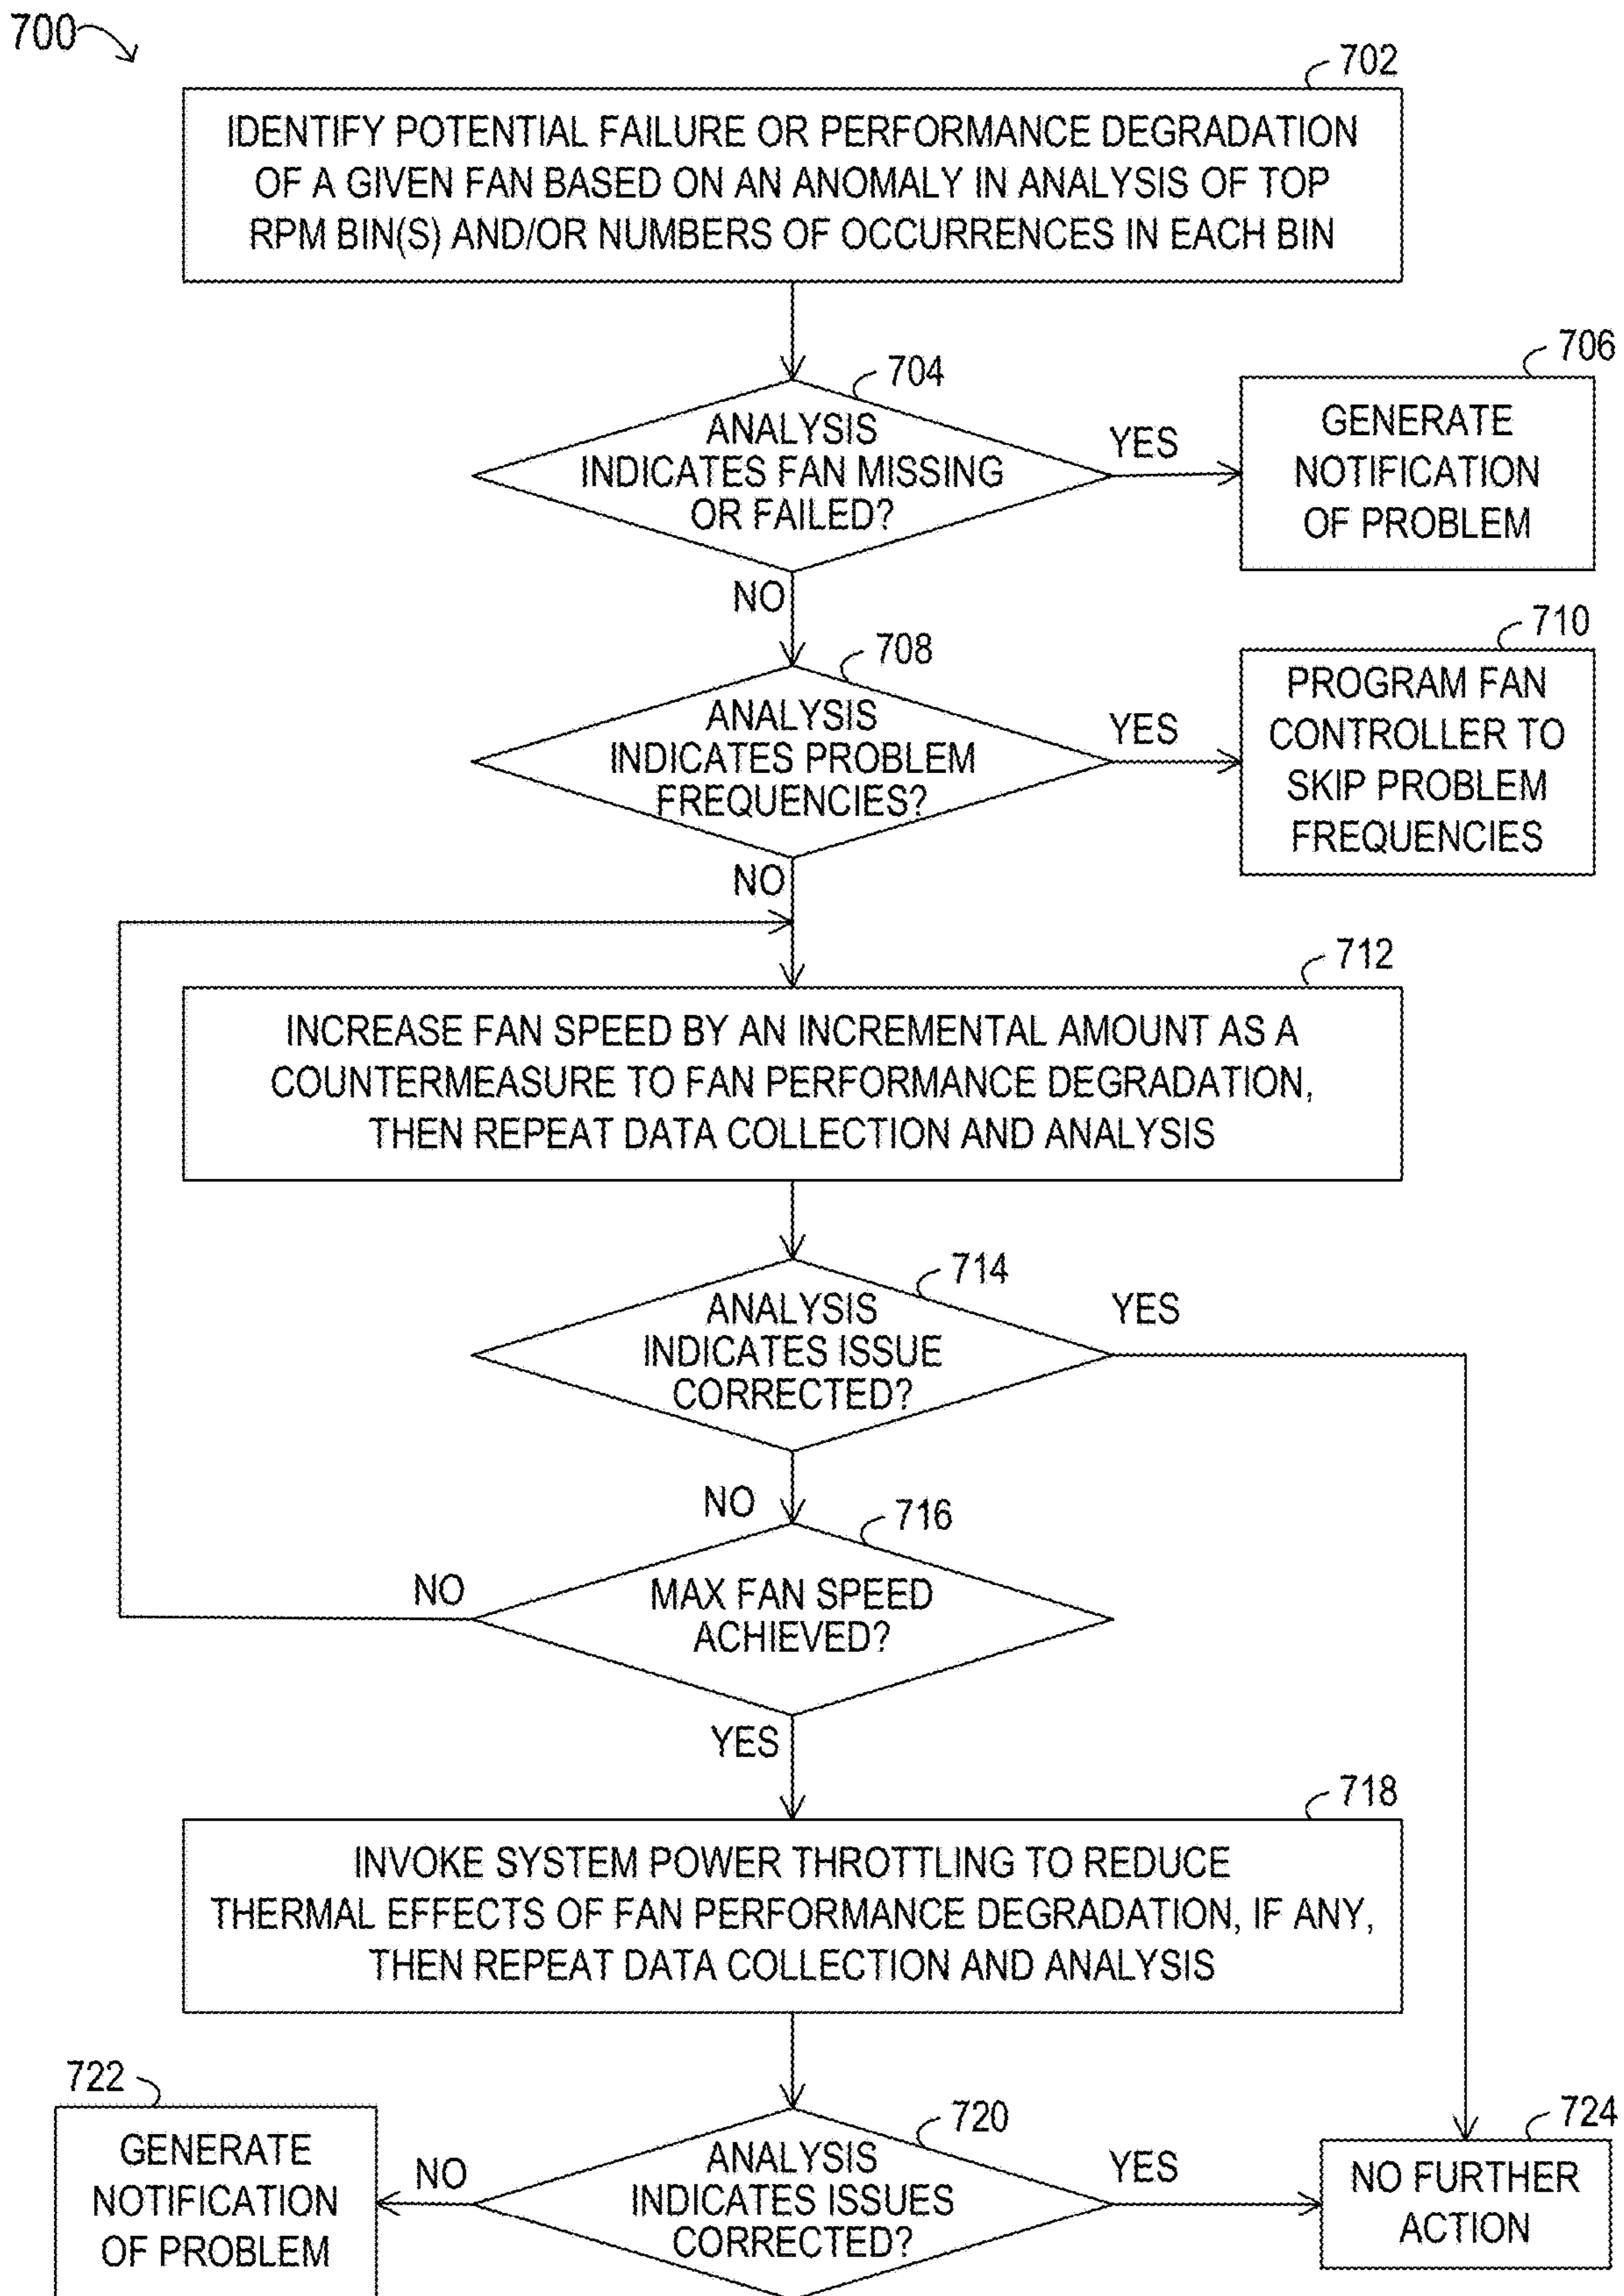 700
702
IDENTIFY POTENTIAL FAILURE OR PERFORMANCE DEGRADATION
OF A GIVEN FAN BASED ON AN ANOMALY IN ANALYSIS OF TOP
RPM BIN(S) AND/OR NUMBERS OF OCCURRENCES IN EACH BIN
704
ANALYSIS
INDICATES FAN MISSING
OR FAILED?
YES
706
GENERATE
NOTIFICATION
OF PROBLEM
NO
708
ANALYSIS
INDICATES PROBLEM
FREQUENCIES?
YES
710
PROGRAM FAN
CONTROLLER TO
SKIP PROBLEM
FREQUENCIES
NO
712
INCREASE FAN SPEED BY AN INCREMENTAL AMOUNT AS A
COUNTERMEASURE TO FAN PERFORMANCE DEGRADATION,
THEN REPEAT DATA COLLECTION AND ANALYSIS
714
ANALYSIS
INDICATES ISSUE
CORRECTED?
YES
NO
716
MAX FAN SPEED
ACHIEVED?
NO
YES
718
INVOKE SYSTEM POWER THROTTLING TO REDUCE
THERMAL EFFECTS OF FAN PERFORMANCE DEGRADATION, IF ANY,
THEN REPEAT DATA COLLECTION AND ANALYSIS
720
ANALYSIS
INDICATES ISSUES
CORRECTED?
NO
722
GENERATE
NOTIFICATION
OF PROBLEM
YES
724
NO FURTHER
ACTION